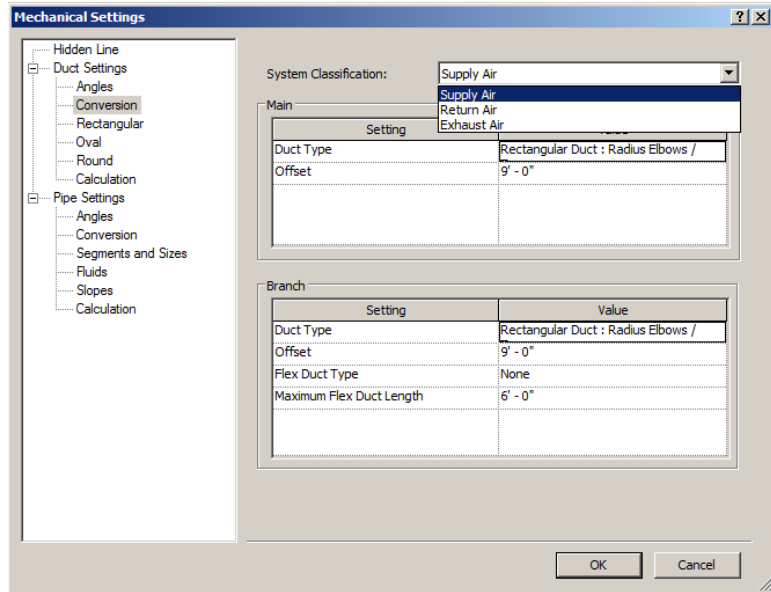 Mechanical Settings
Hidden Line
Duct Settings
Angles
Conversion
Rectangular
Oval
Round
Calculation
Pipe Settings
Angles
Conversion
Segments and Sizes
Fluids
Slopes
Calculation
System Classification: Supply Air
Supply Air
Return Air
Exhaust Air
Main
Setting
Duct Type Rectangular Duct : Radius Elbows /
Offset 9' - 0"
Branch
Setting Value
Duct Type Rectangular Duct : Radius Elbows /
Offset 9' - 0"
Flex Duct Type None
Maximum Flex Duct Length 6' - 0"
OK Cancel